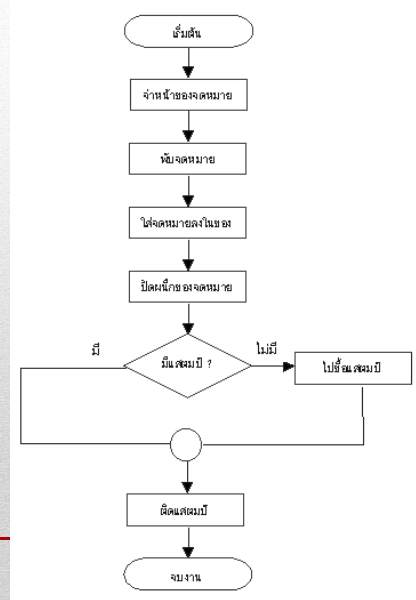 เริ่มต้น
จ่าหน้าซองจดหมาย
พับจดหมาย
ใส่จดหมายลงในซอง
ปิดผนึกซองจดหมาย
มีแสตมป์ ?
มี
ไม่มี
ไปซื้อแสตมป์
ติดแสตมป์
จบงาน